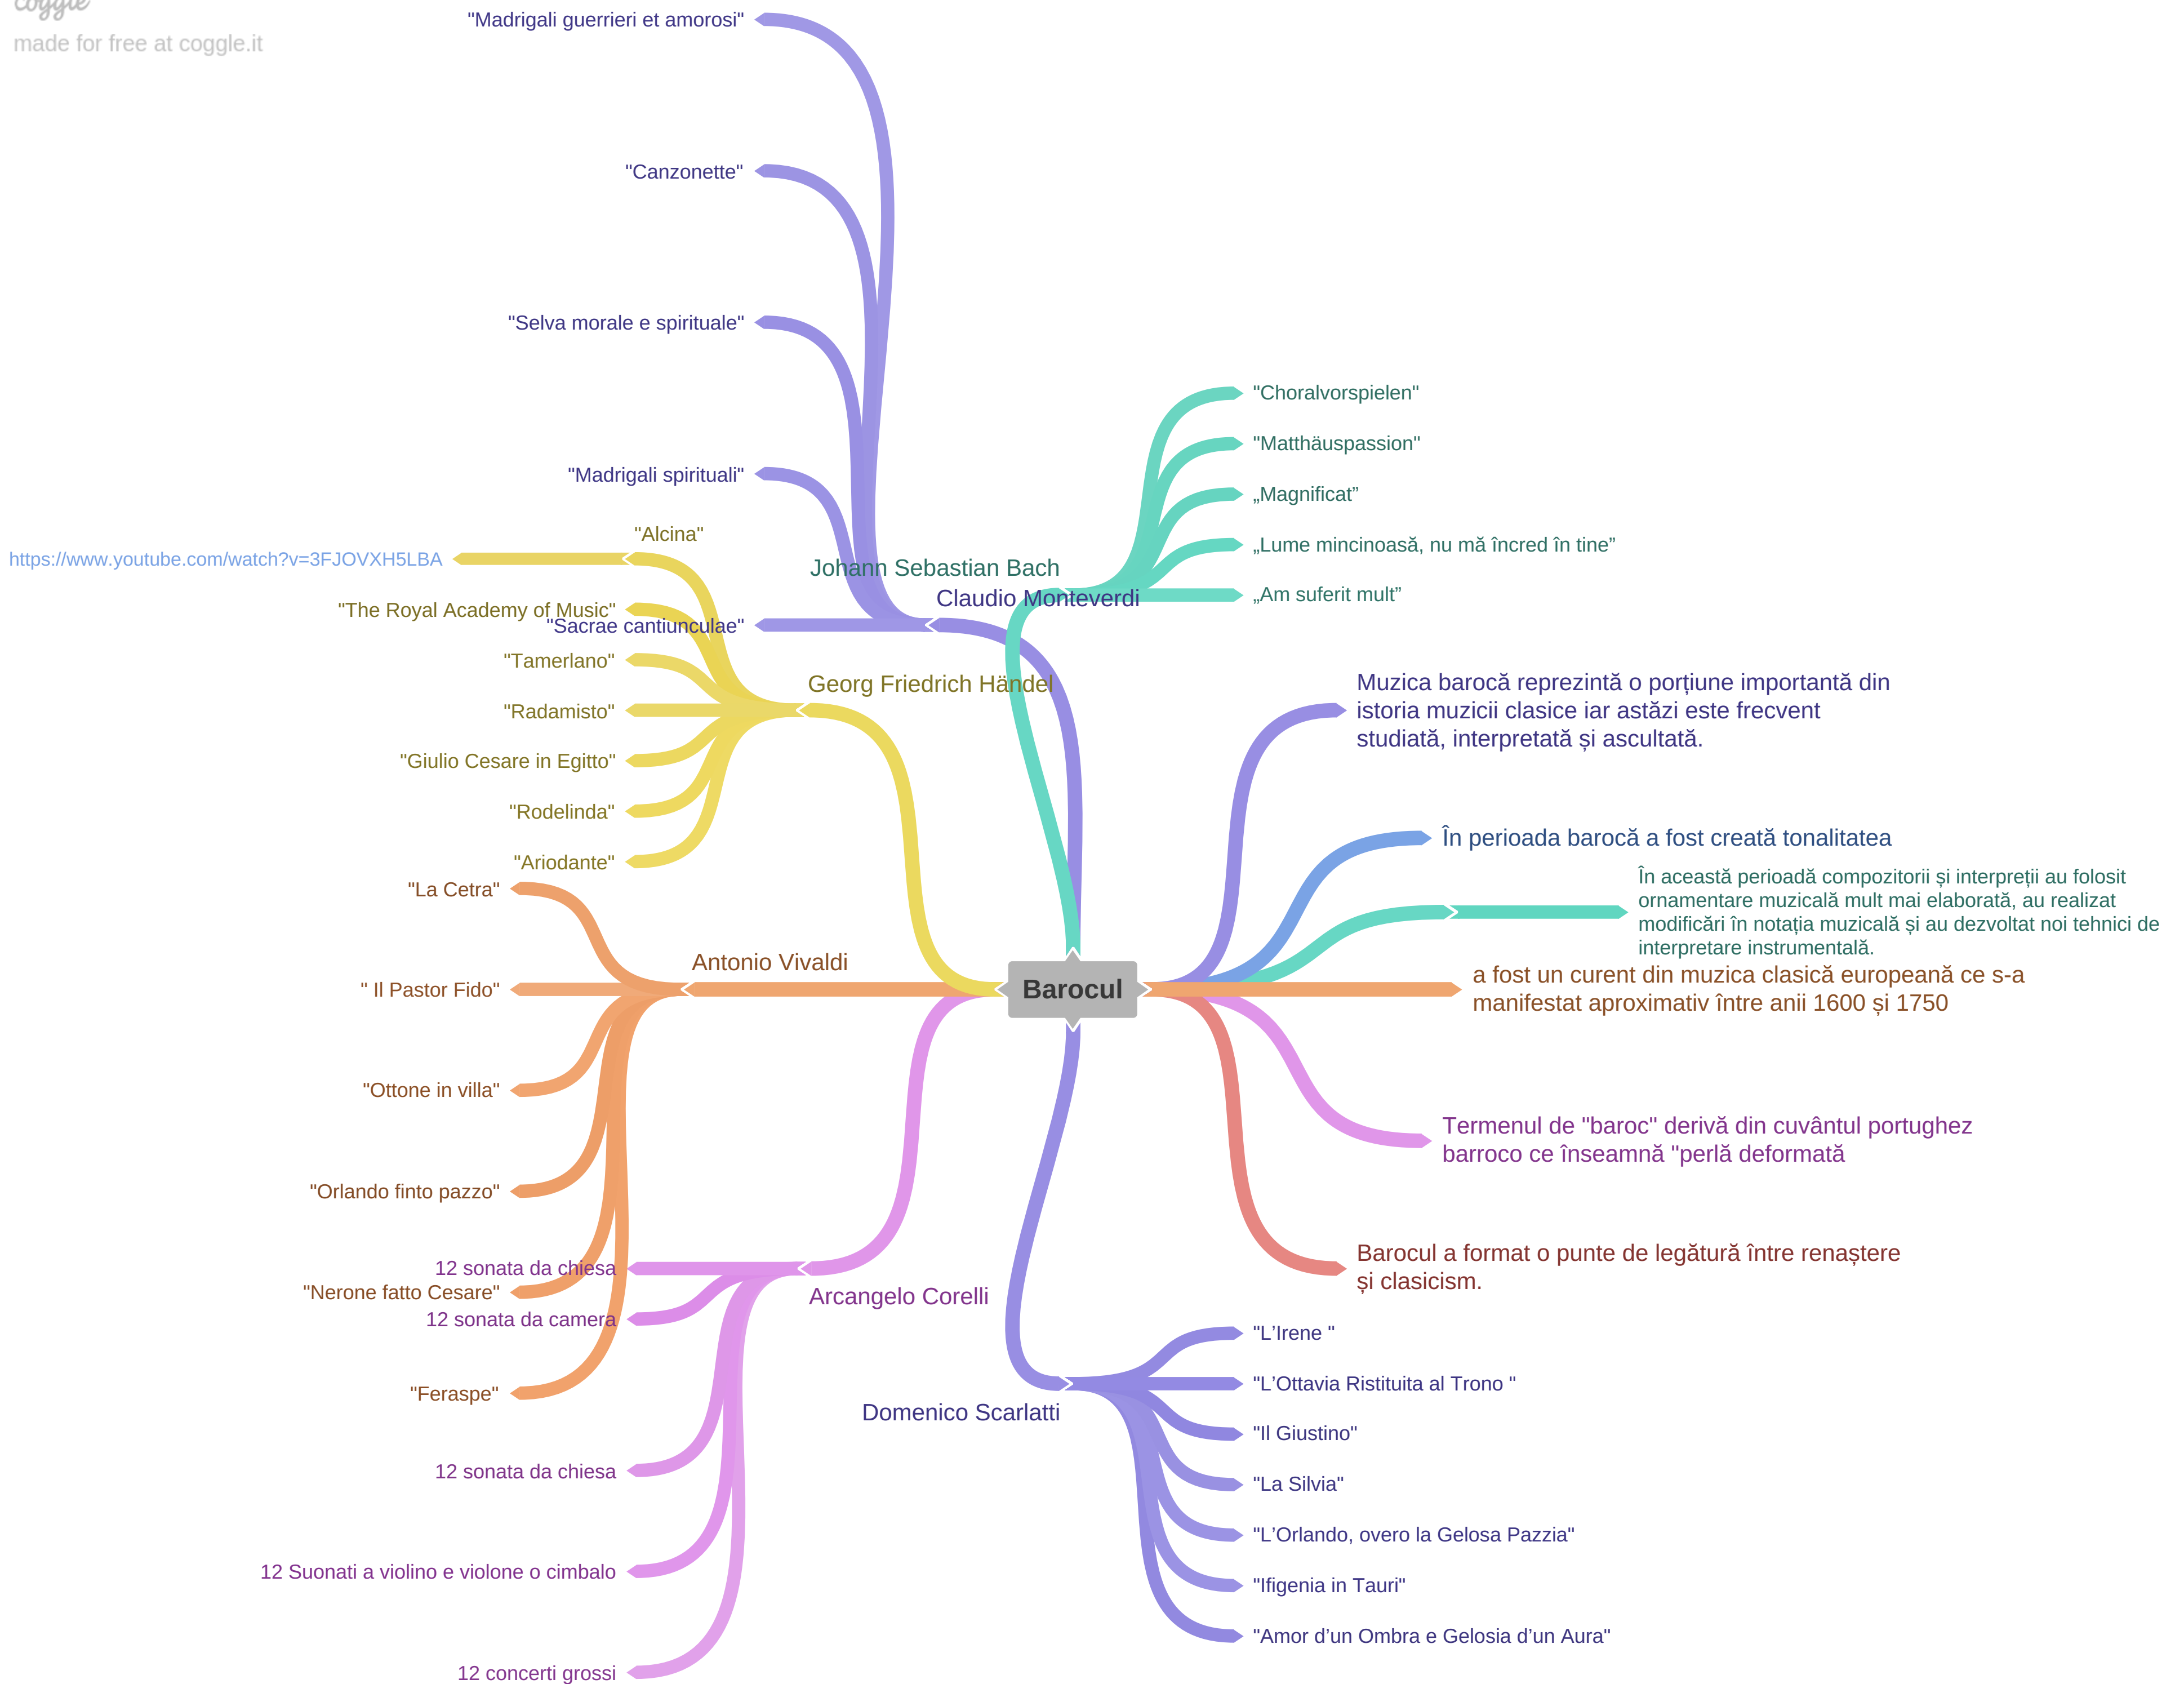 coggle
made for free at coggle.it
"Madrigali guerrieri et amorosi"
"Canzonette"
"Selva morale e spirituale"
"Madrigali spirituali"
"Sacrae cantiunculae"
Claudio Monteverdi
Johann Sebastian Bach
"Choralvorspielen"
"Matthäuspassion"
„Magnificat”
„Lume mincinoasă, nu mă încred în tine”
„Am suferit mult”
"Alcina"
https://www.youtube.com/watch?v=3FJOVXH5LBA
"The Royal Academy of Music"
"Tamerlano"
"Radamisto"
"Giulio Cesare in Egitto"
"Rodelinda"
"Ariodante"
Georg Friedrich Händel
"La Cetra"
" Il Pastor Fido"
"Ottone in villa"
"Orlando finto pazzo"
"Nerone fatto Cesare"
"Feraspe"
Antonio Vivaldi
Barocul
Muzica barocă reprezintă o porțiune importantă din
istoria muzicii clasice iar astăzi este frecvent
studiată, interpretată și ascultată.
În perioada barocă a fost creată tonalitatea
În această perioadă compozitorii și interpreții au folosit
ornamentare muzicală mult mai elaborată, au realizat
modificări în notația muzicală și au dezvoltat noi tehnici de
interpretare instrumentală.
a fost un curent din muzica clasică europeană ce s-a
manifestat aproximativ între anii 1600 și 1750
Termenul de "baroc" derivă din cuvântul portughez
barroco ce înseamnă "perlă deformată
Barocul a format o punte de legătură între renaștere
și clasicism.
12 sonata da chiesa
12 sonata da camera
12 sonata da chiesa
12 Suonati a violino e violone o cimbalo
12 concerti grossi
Arcangelo Corelli
Domenico Scarlatti
"L’Irene "
"L’Ottavia Ristituita al Trono "
"Il Giustino"
"La Silvia"
"L’Orlando, overo la Gelosa Pazzia"
"Ifigenia in Tauri"
"Amor d’un Ombra e Gelosia d’un Aura"